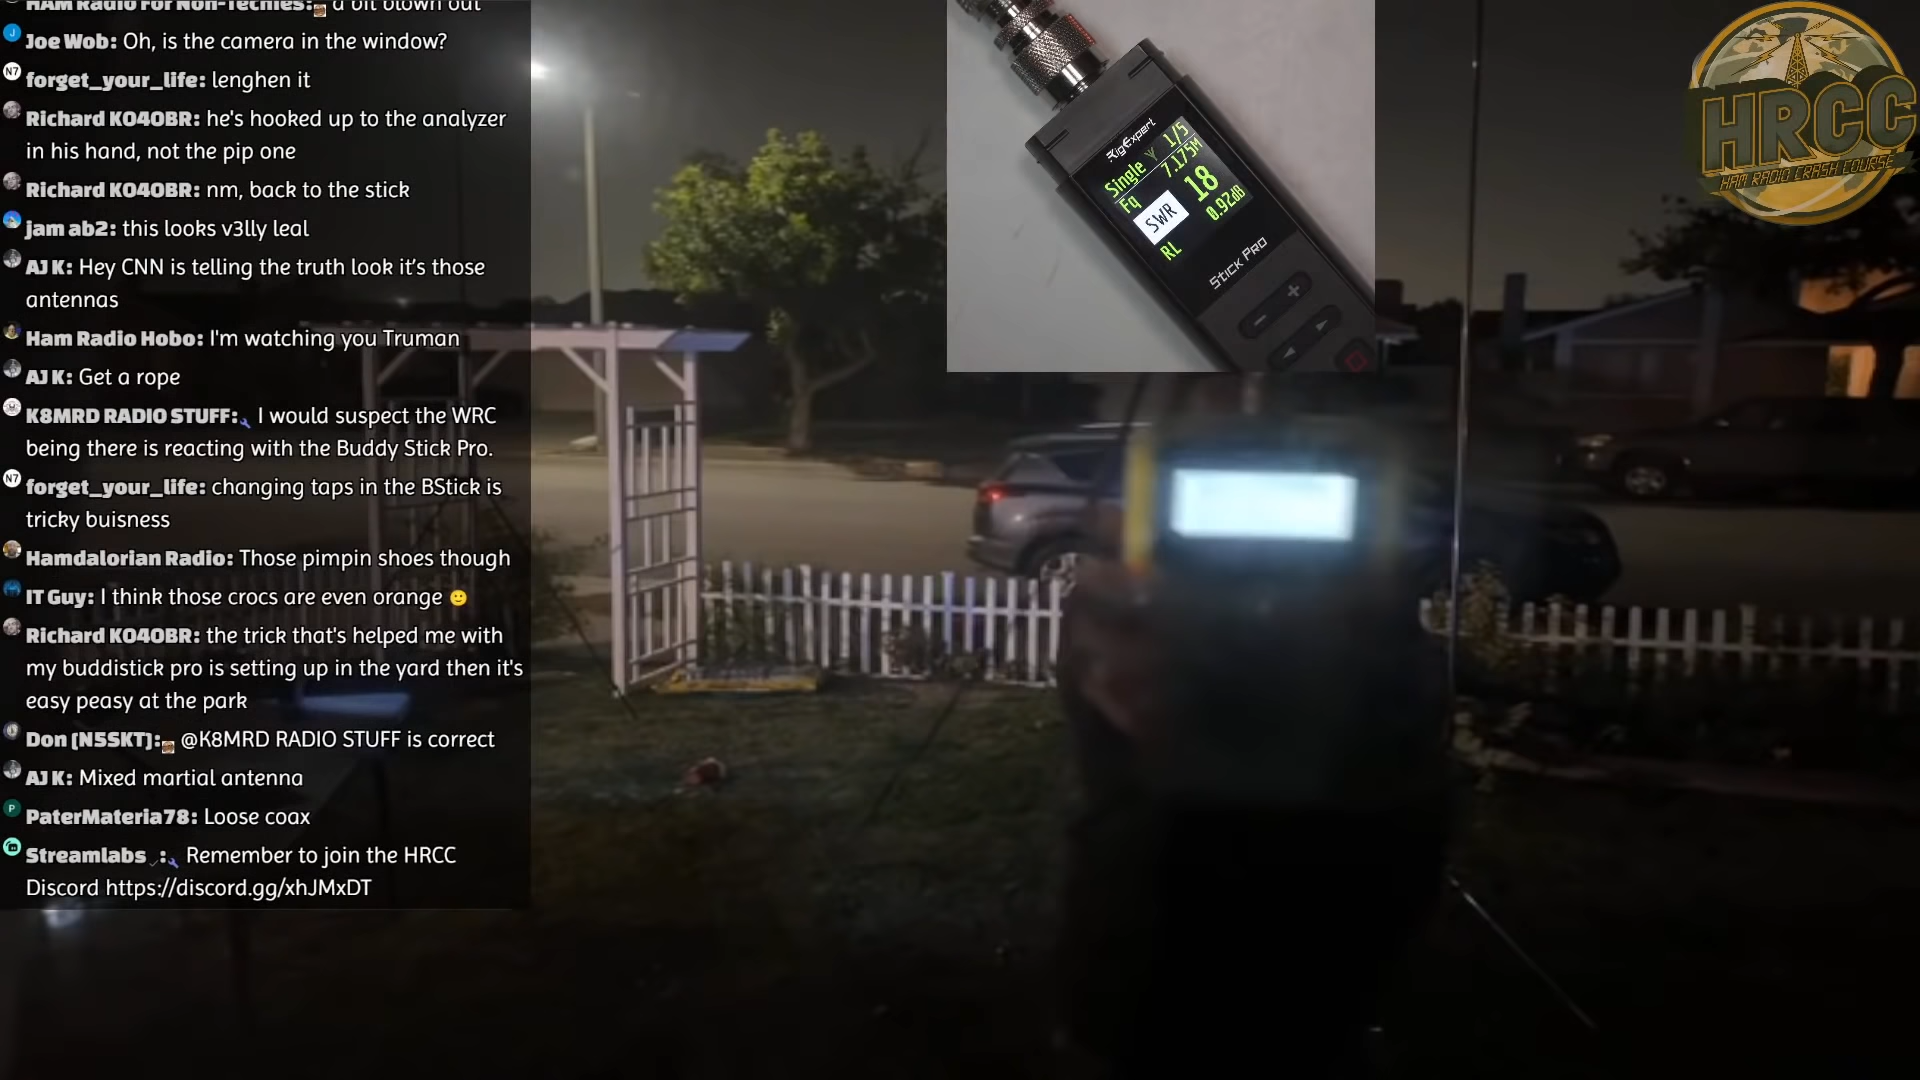 HAM Radio For Non-Techies: a bit blown out
Joe Wob: Oh, is the camera in the window?
forget_your_life: lenghen it
Richard KO4OBR: he's hooked up to the analyzer
in his hand, not the pip one
Richard KO4OBR: nm, back to the stick
jam ab2: this looks v3lly leal
AJ K: Hey CNN is telling the truth look it's those
antennas
Ham Radio Hobo: I'm watching you Truman
AJ K: Get a rope
K8MRD RADIO STUFF: I would suspect the WRC
being there is reacting with the Buddy Stick Pro.
forget_your_life: changing taps in the BStick is
tricky buisness
Hamdalorian Radio: Those pimpin shoes though
IT Guy: I think those crocs are even orange 🙂
Richard KO4OBR: the trick that's helped me with
my buddistick pro is setting up in the yard then it's
easy peasy at the park
Don (N5SKT): @K8MRD RADIO STUFF is correct
AJ K: Mixed martial antenna
PaterMateria78: Loose coax
Streamlabs : Remember to join the HRCC
Discord https://discord.gg/xhJMxDT
RigExpert
Single 1/5
Fq 7.175M
SWR 18
RL 0.92dB
Stick Pro
HRCC
HAM RADIO CRASH COURSE